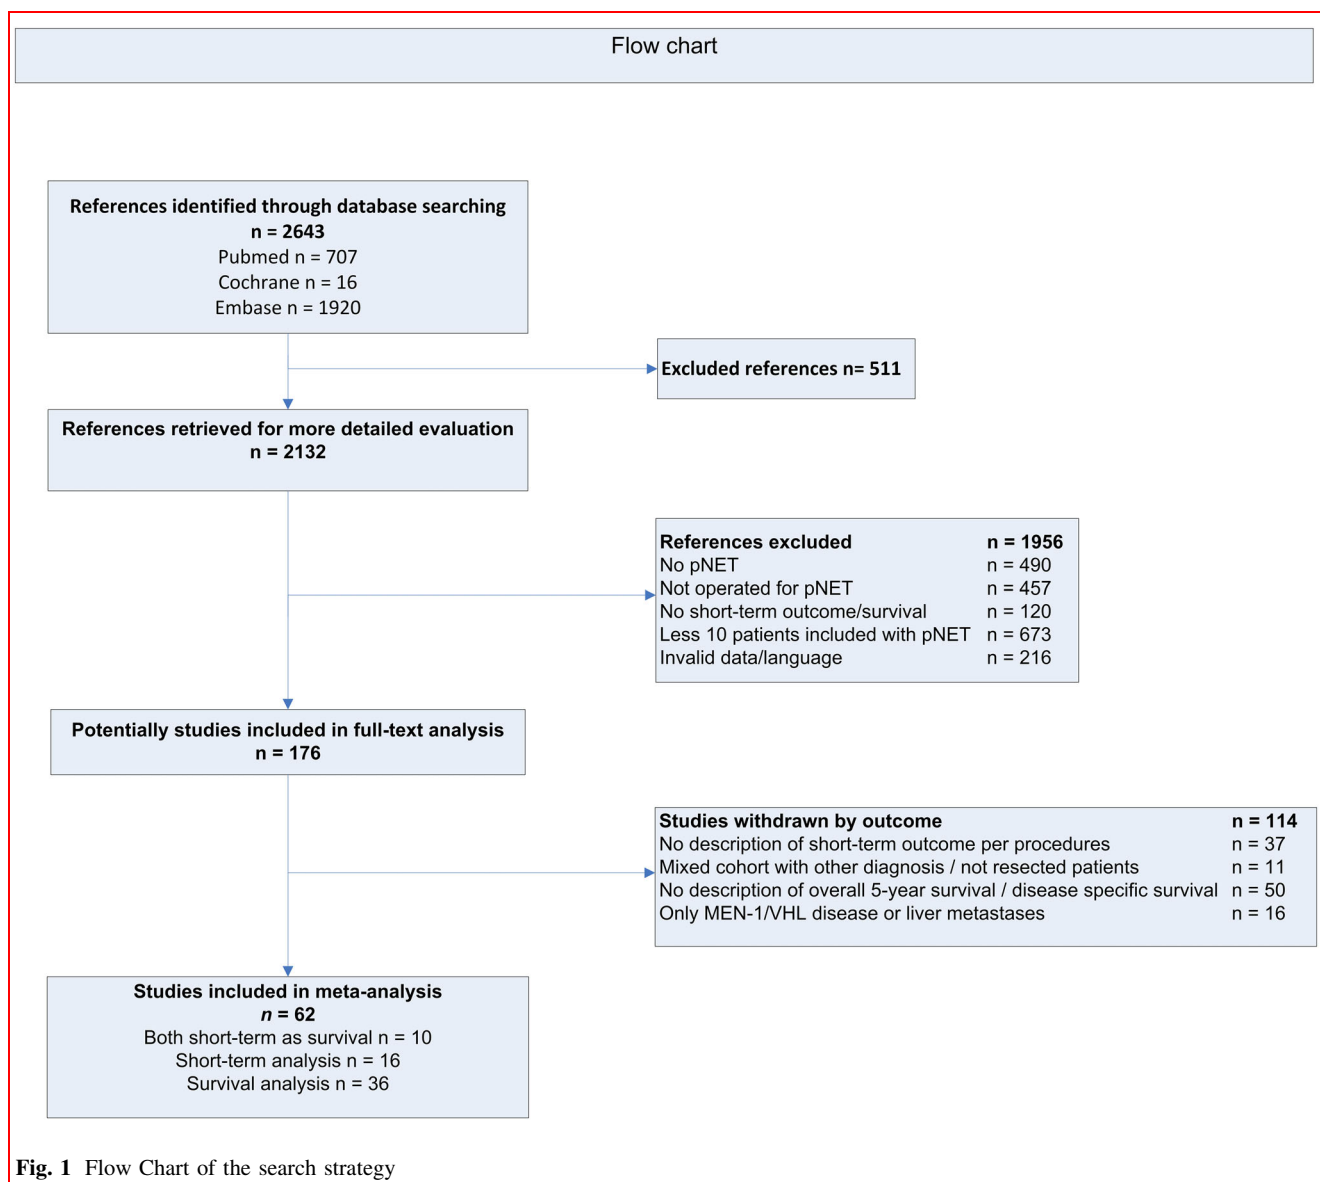 Flow chart
References identified through database searching
n = 2643
Pubmed n = 707
Cochrane n = 16
Embase n = 1920
Excluded references n= 511
References retrieved for more detailed evaluation
n = 2132
References excluded n = 1956
No pNET n = 490
Not operated for pNET n = 457
No short-term outcome/survival n = 120
Less 10 patients included with pNET n = 673
Invalid data/language n = 216
Potentially studies included in full-text analysis
n = 176
Studies withdrawn by outcome n = 114
No description of short-term outcome per procedures n = 37
Mixed cohort with other diagnosis / not resected patients n = 11
No description of overall 5-year survival / disease specific survival n = 50
Only MEN-1/VHL disease or liver metastases n = 16
Studies included in meta-analysis
n = 62
Both short-term as survival n = 10
Short-term analysis n = 16
Survival analysis n = 36
Fig. 1 Flow Chart of the search strategy